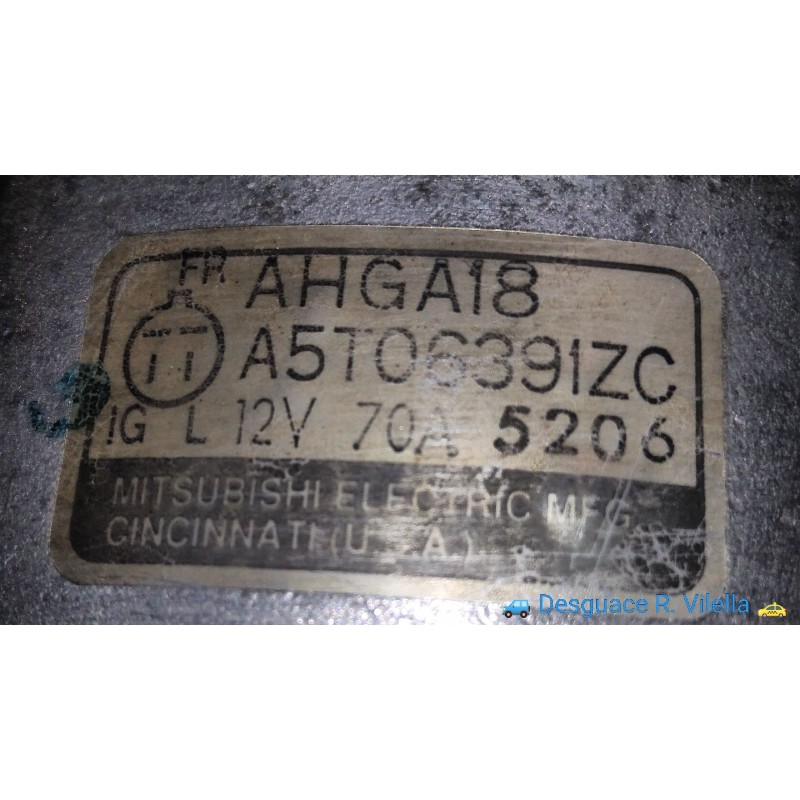 FR AHGA18
A5T06391ZC
IG L 12V 70A 5206
MITSUBISHI ELECTRIC MFG
CINCINNATI (U.S.A.)
Desguace R. Vilella